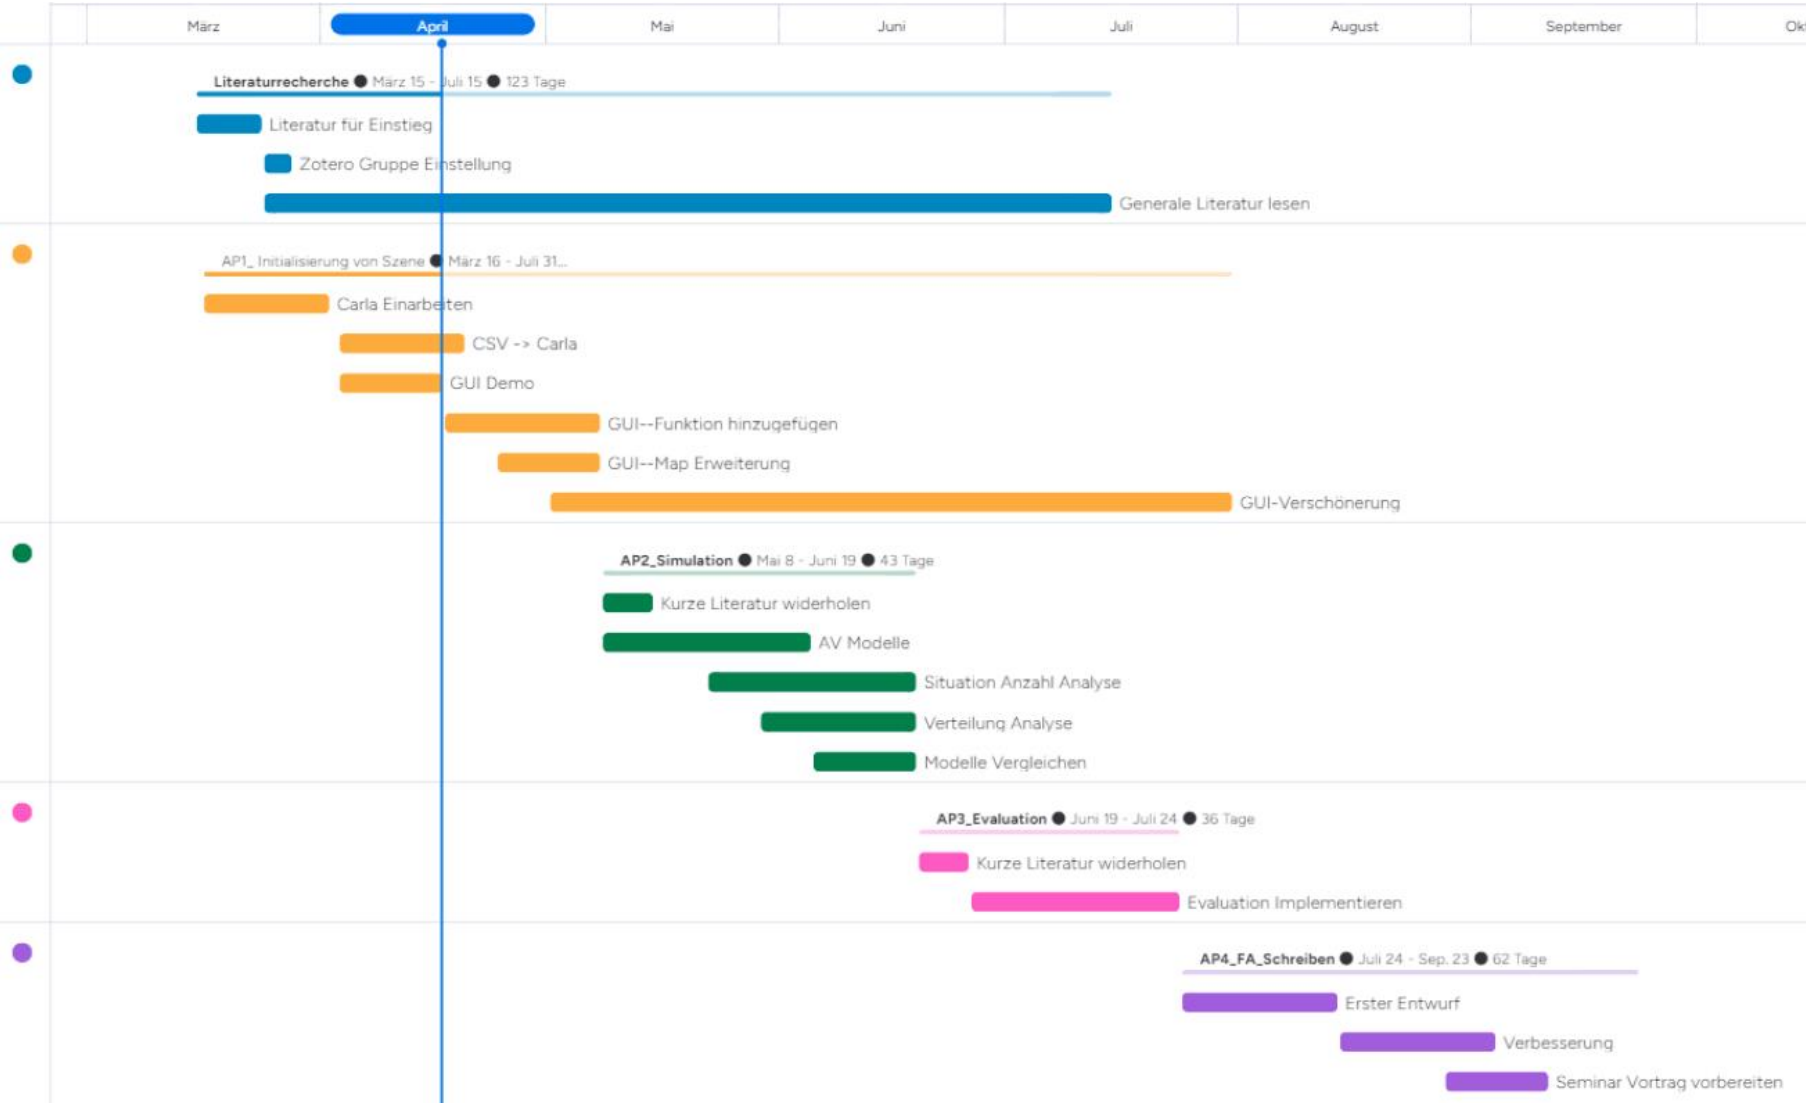 März April Mai Juni Juli August September Ok
Literaturrecherche ● März 15 - Juli 15 ● 123 Tage
Literatur für Einstieg
Zotero Gruppe Einstellung
Generale Literatur lesen
AP1_ Initialisierung von Szene ● März 16 - Juli 31...
Carla Einarbeiten
CSV -> Carla
GUI Demo
GUI--Funktion hinzugefügen
GUI--Map Erweiterung
GUI-Verschönerung
AP2_Simulation ● Mai 8 - Juni 19 ● 43 Tage
Kurze Literatur widerholen
AV Modelle
Situation Anzahl Analyse
Verteilung Analyse
Modelle Vergleichen
AP3_Evaluation ● Juni 19 - Juli 24 ● 36 Tage
Kurze Literatur widerholen
Evaluation Implementieren
AP4_FA_Schreiben ● Juli 24 - Sep. 23 ● 62 Tage
Erster Entwurf
Verbesserung
Seminar Vortrag vorbereiten